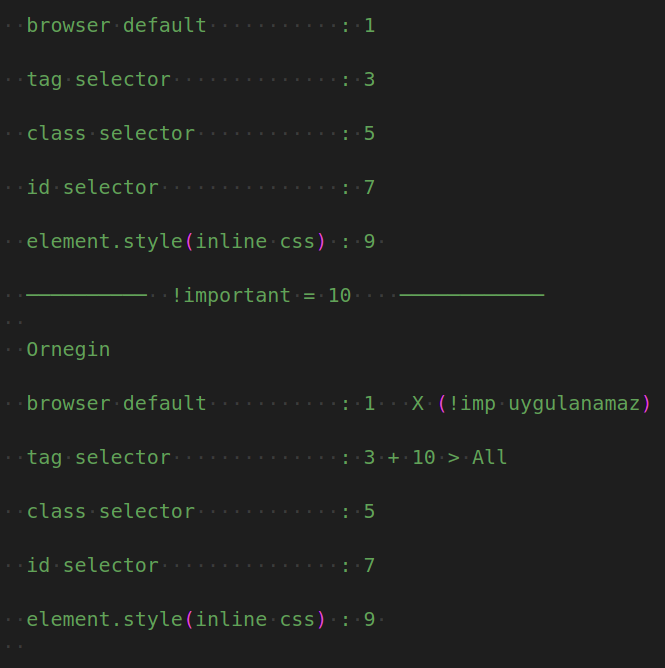 browser default : 1
tag selector : 3
class selector : 5
id selector : 7
element.style(inline css) : 9
────────── !important = 10 ────────────
Ornegin
browser default : 1 X (!imp uygulanamaz)
tag selector : 3 + 10 > All
class selector : 5
id selector : 7
element.style(inline css) : 9